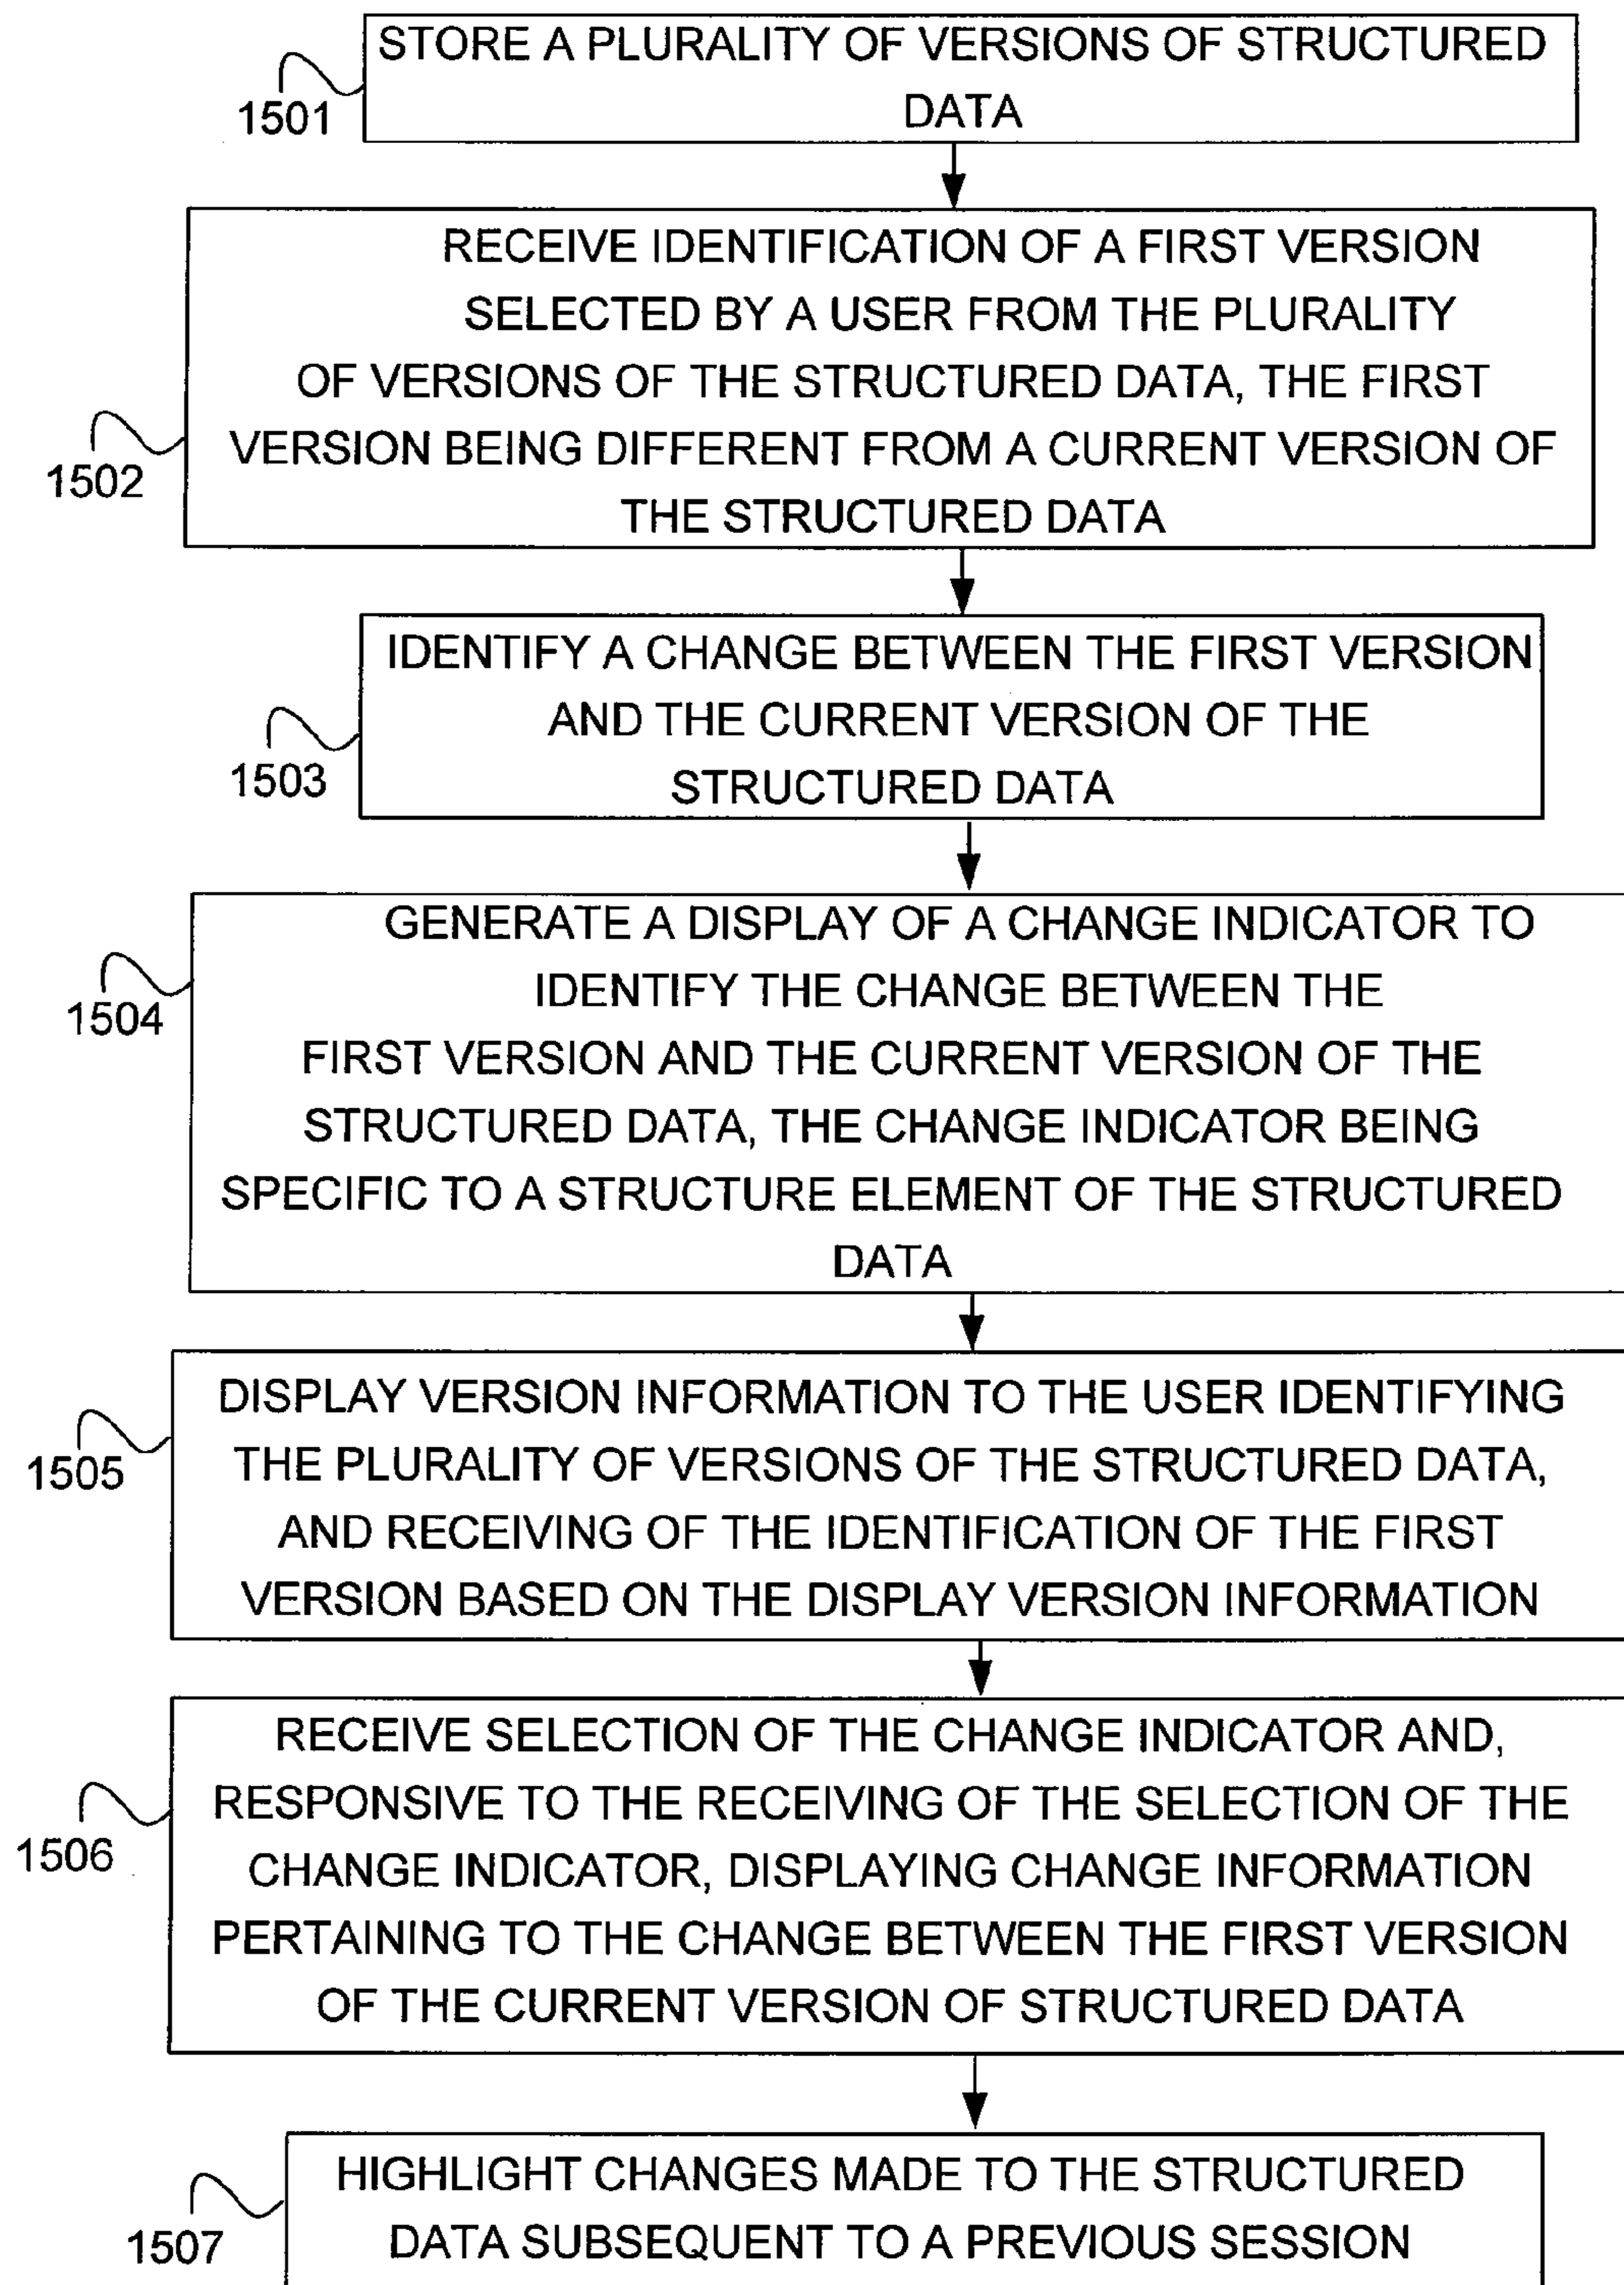 STORE A PLURALITY OF VERSIONS OF STRUCTURED
DATA
1501
RECEIVE IDENTIFICATION OF A FIRST VERSION
SELECTED BY A USER FROM THE PLURALITY
OF VERSIONS OF THE STRUCTURED DATA, THE FIRST
VERSION BEING DIFFERENT FROM A CURRENT VERSION OF
THE STRUCTURED DATA
1502
IDENTIFY A CHANGE BETWEEN THE FIRST VERSION
AND THE CURRENT VERSION OF THE
STRUCTURED DATA
1503
GENERATE A DISPLAY OF A CHANGE INDICATOR TO
IDENTIFY THE CHANGE BETWEEN THE
FIRST VERSION AND THE CURRENT VERSION OF THE
STRUCTURED DATA, THE CHANGE INDICATOR BEING
SPECIFIC TO A STRUCTURE ELEMENT OF THE STRUCTURED
DATA
1504
DISPLAY VERSION INFORMATION TO THE USER IDENTIFYING
THE PLURALITY OF VERSIONS OF THE STRUCTURED DATA,
AND RECEIVING OF THE IDENTIFICATION OF THE FIRST
VERSION BASED ON THE DISPLAY VERSION INFORMATION
1505
RECEIVE SELECTION OF THE CHANGE INDICATOR AND,
RESPONSIVE TO THE RECEIVING OF THE SELECTION OF THE
CHANGE INDICATOR, DISPLAYING CHANGE INFORMATION
PERTAINING TO THE CHANGE BETWEEN THE FIRST VERSION
OF THE CURRENT VERSION OF STRUCTURED DATA
1506
HIGHLIGHT CHANGES MADE TO THE STRUCTURED
DATA SUBSEQUENT TO A PREVIOUS SESSION
1507